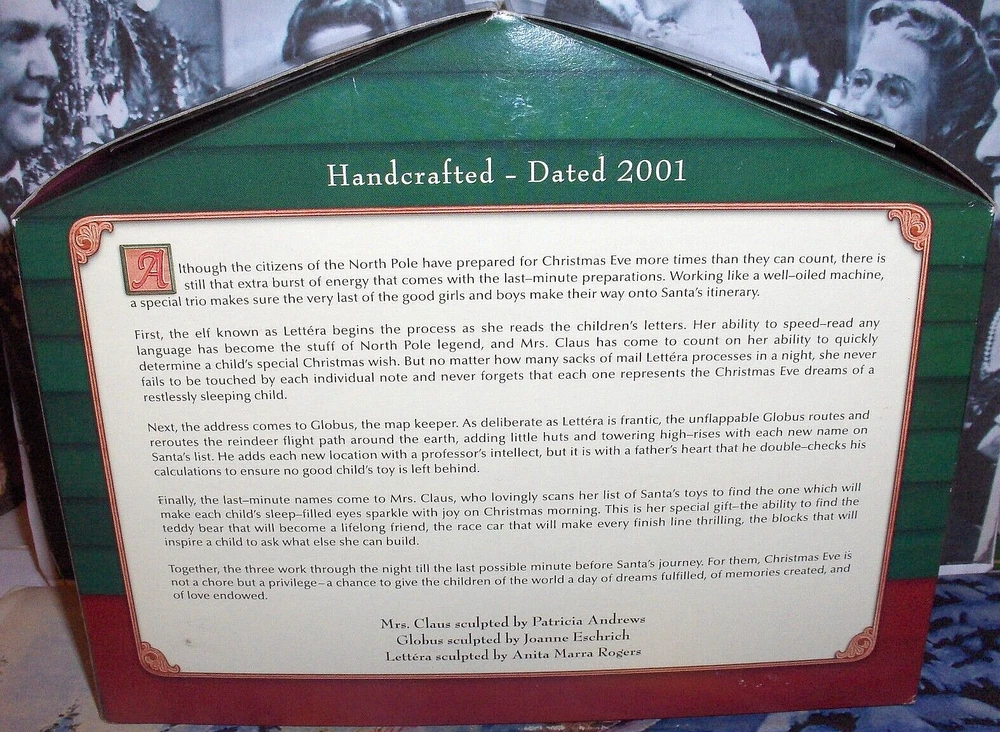 Handcrafted – Dated 2001
Although the citizens of the North Pole have prepared for Christmas Eve more times than they can count, there is
still that extra burst of energy that comes with the last–minute preparations. Working like a well–oiled machine,
a special trio makes sure the very last of the good girls and boys make their way onto Santa's itinerary.
First, the elf known as Lettéra begins the process as she reads the children's letters. Her ability to speed–read any
language has become the stuff of North Pole legend, and Mrs. Claus has come to count on her ability to quickly
determine a child's special Christmas wish. But no matter how many sacks of mail Lettéra processes in a night, she never
fails to be touched by each individual note and never forgets that each one represents the Christmas Eve dreams of a
restlessly sleeping child.
Next, the address comes to Globus, the map keeper. As deliberate as Lettéra is frantic, the unflappable Globus routes and
reroutes the reindeer flight path around the earth, adding little huts and towering high–rises with each new name on
Santa's list. He adds each new location with a professor's intellect, but it is with a father's heart that he double–checks his
calculations to ensure no good child's toy is left behind.
Finally, the last–minute names come to Mrs. Claus, who lovingly scans her list of Santa's toys to find the one which will
make each child's sleep–filled eyes sparkle with joy on Christmas morning. This is her special gift–the ability to find the
teddy bear that will become a lifelong friend, the race car that will make every finish line thrilling, the blocks that will
inspire a child to ask what else she can build.
Together, the three work through the night till the last possible minute before Santa's journey. For them, Christmas Eve is
not a chore but a privilege–a chance to give the children of the world a day of dreams fulfilled, of memories created, and
of love endowed.
Mrs. Claus sculpted by Patricia Andrews
Globus sculpted by Joanne Eschrich
Lettéra sculpted by Anita Marra Rogers